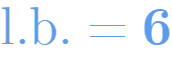 l.b. = 6